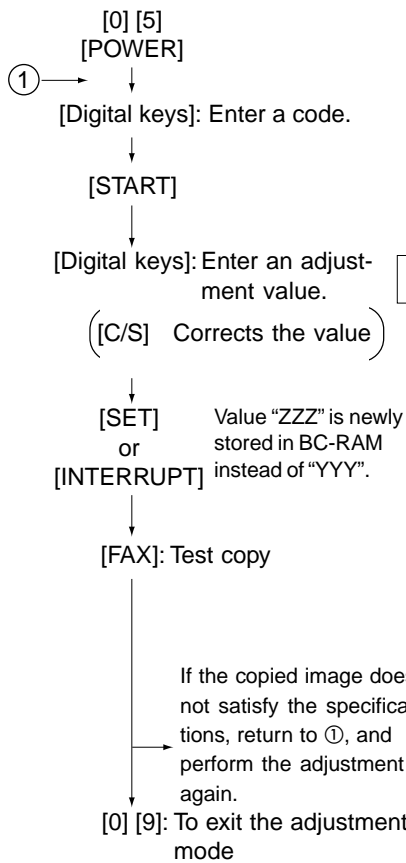 [0] [5]
[POWER]
①
[Digital keys]: Enter a code.
[START]
[Digital keys]: Enter an adjust-
ment value.
([C/S] Corrects the value)
[SET]
or
[INTERRUPT]
Value “ZZZ” is newly
stored in BC-RAM
instead of “YYY”.
[FAX]: Test copy
If the copied image doe
not satisfy the specifica
tions, return to ①, and
perform the adjustment
again.
[0] [9]: To exit the adjustment
mode